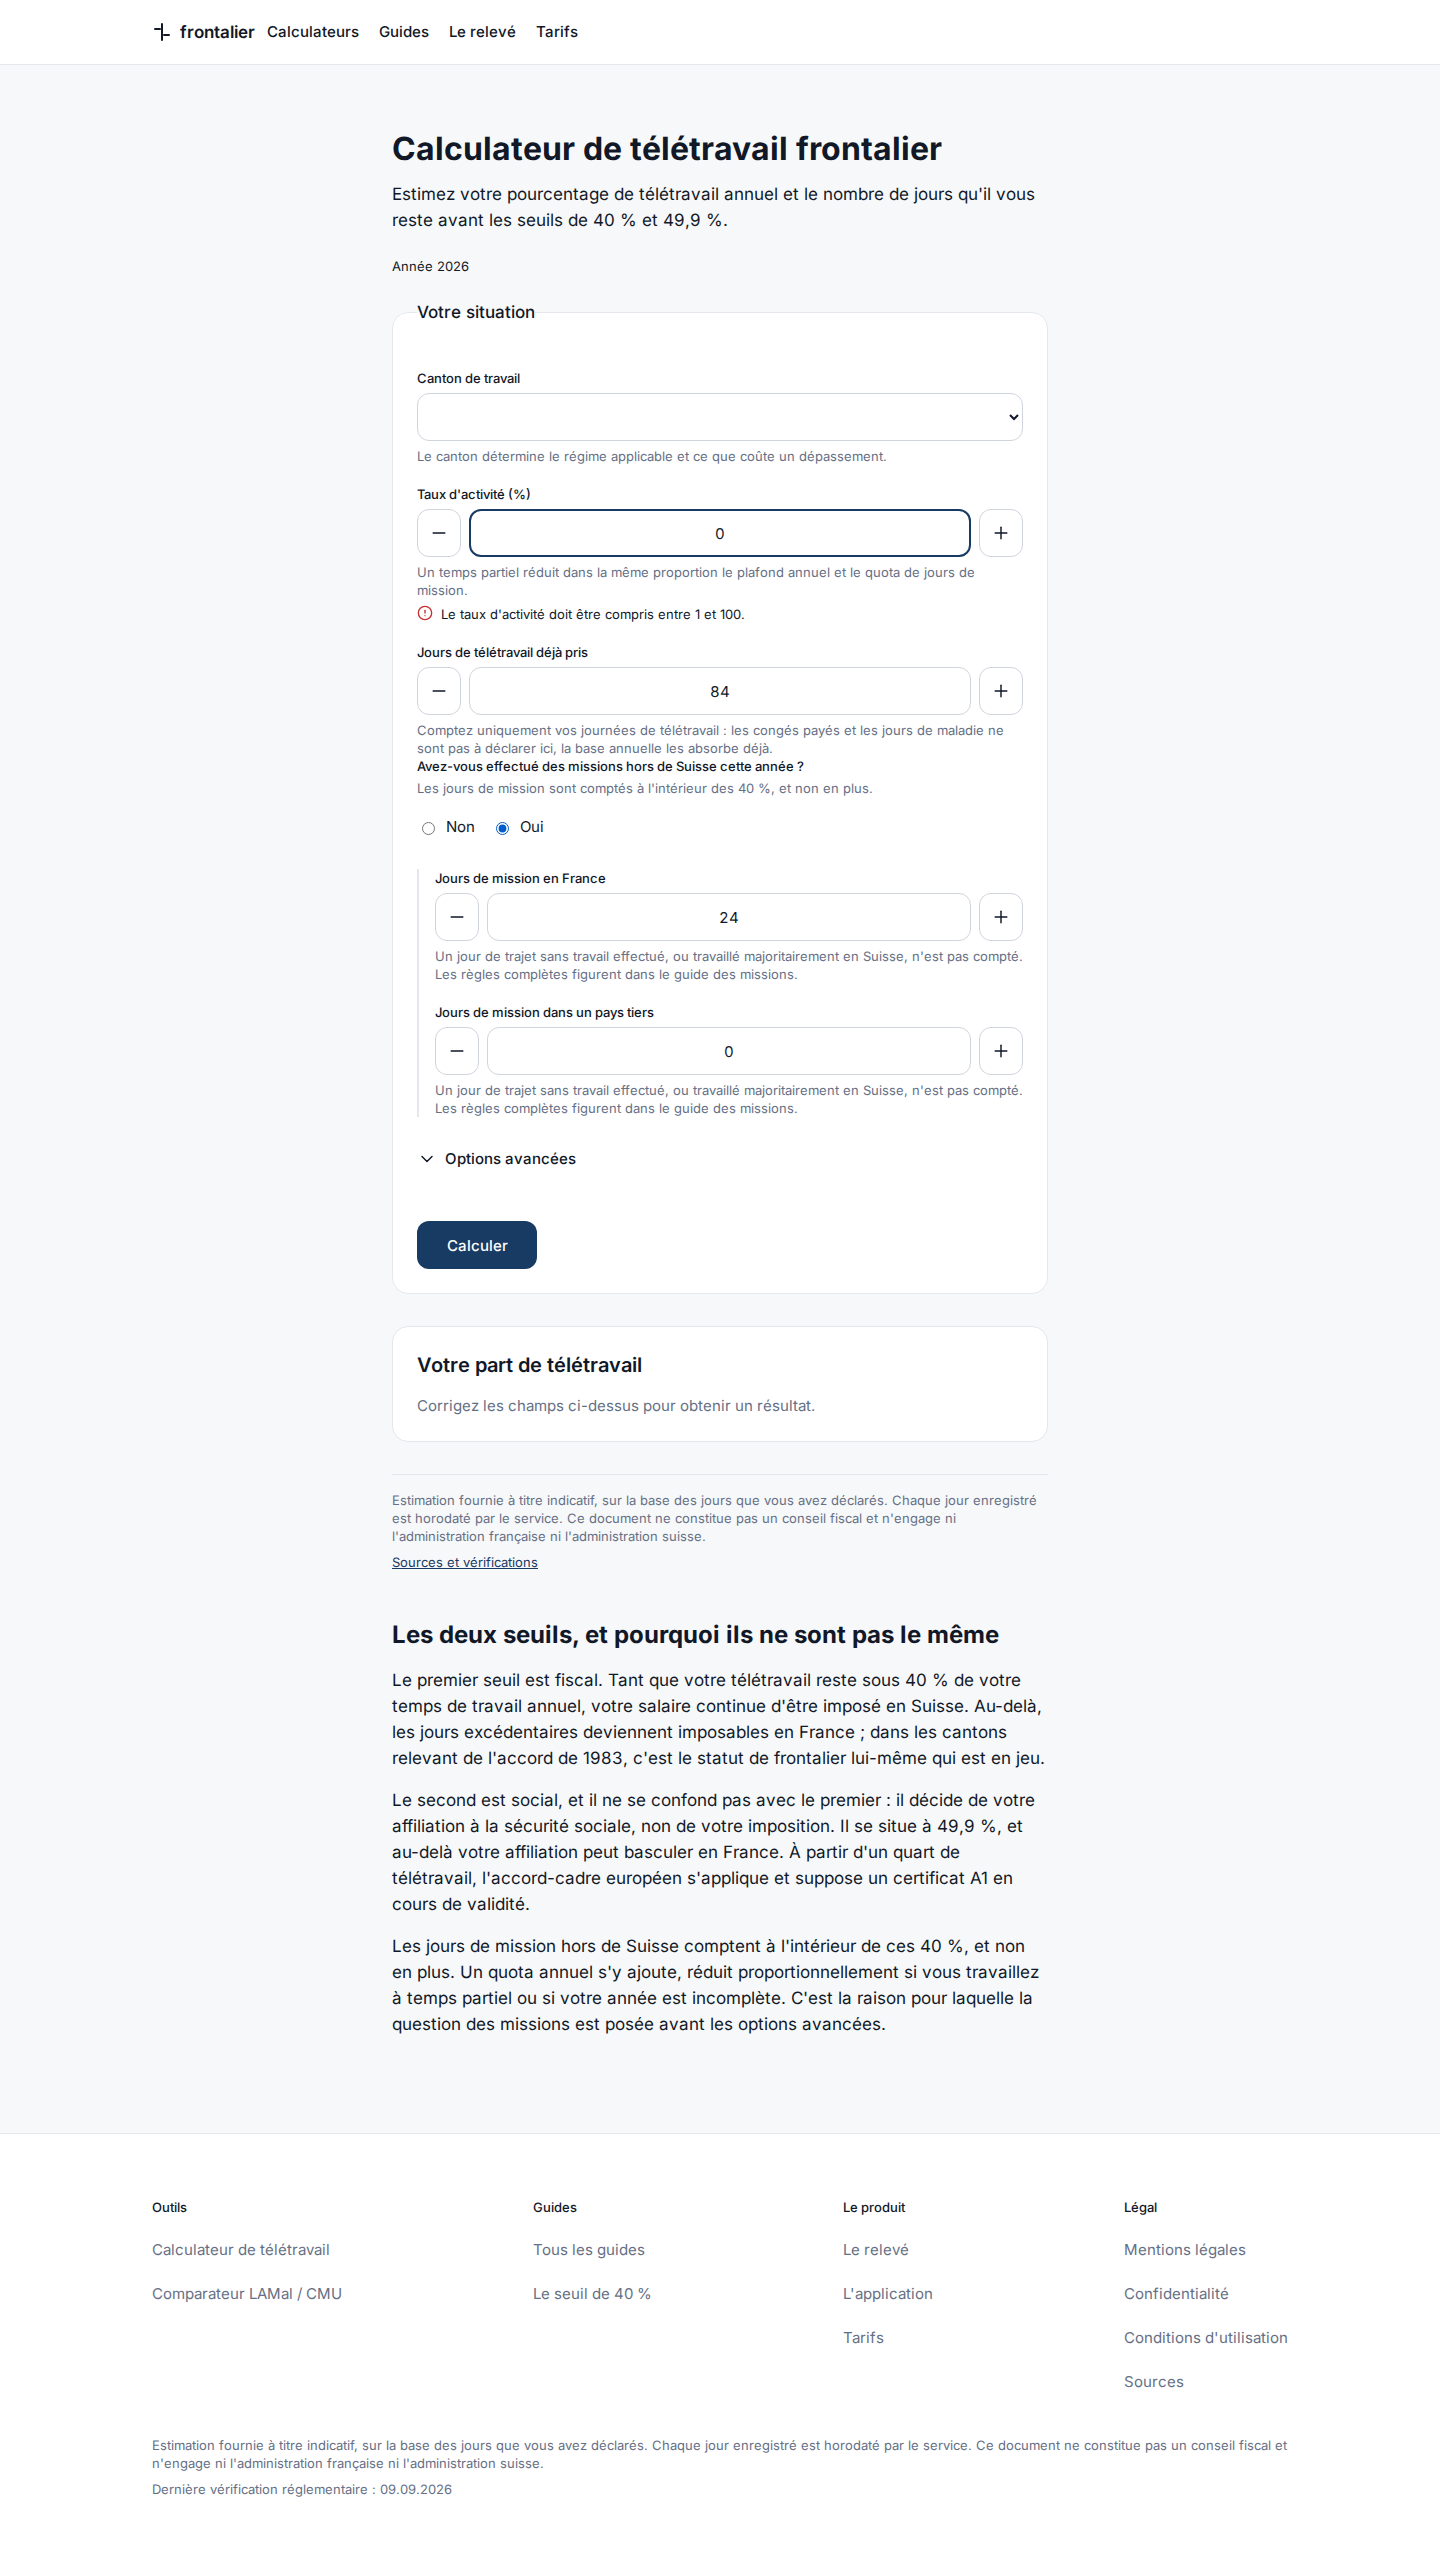 frontalier Calculateurs Guides Le relevé Tarifs
Calculateur de télétravail frontalier
Estimez votre pourcentage de télétravail annuel et le nombre de jours qu'il vous
reste avant les seuils de 40 % et 49,9 %.
Année 2026
Votre situation
Canton de travail
Le canton détermine le régime applicable et ce que coûte un dépassement.
Taux d'activité (%)
0
Un temps partiel réduit dans la même proportion le plafond annuel et le quota de jours de
mission.
Le taux d'activité doit être compris entre 1 et 100.
Jours de télétravail déjà pris
84
Comptez uniquement vos journées de télétravail : les congés payés et les jours de maladie ne
sont pas à déclarer ici, la base annuelle les absorbe déjà.
Avez-vous effectué des missions hors de Suisse cette année ?
Les jours de mission sont comptés à l'intérieur des 40 %, et non en plus.
Non Oui
Jours de mission en France
24
Un jour de trajet sans travail effectué, ou travaillé majoritairement en Suisse, n'est pas compté.
Les règles complètes figurent dans le guide des missions.
Jours de mission dans un pays tiers
0
Un jour de trajet sans travail effectué, ou travaillé majoritairement en Suisse, n'est pas compté.
Les règles complètes figurent dans le guide des missions.
Options avancées
Calculer
Votre part de télétravail
Corrigez les champs ci-dessus pour obtenir un résultat.
Estimation fournie à titre indicatif, sur la base des jours que vous avez déclarés. Chaque jour enregistré
est horodaté par le service. Ce document ne constitue pas un conseil fiscal et n'engage ni
l'administration française ni l'administration suisse.
Sources et vérifications
Les deux seuils, et pourquoi ils ne sont pas le même
Le premier seuil est fiscal. Tant que votre télétravail reste sous 40 % de votre
temps de travail annuel, votre salaire continue d'être imposé en Suisse. Au-delà,
les jours excédentaires deviennent imposables en France ; dans les cantons
relevant de l'accord de 1983, c'est le statut de frontalier lui-même qui est en jeu.
Le second est social, et il ne se confond pas avec le premier : il décide de votre
affiliation à la sécurité sociale, non de votre imposition. Il se situe à 49,9 %, et
au-delà votre affiliation peut basculer en France. À partir d'un quart de
télétravail, l'accord-cadre européen s'applique et suppose un certificat A1 en
cours de validité.
Les jours de mission hors de Suisse comptent à l'intérieur de ces 40 %, et non
en plus. Un quota annuel s'y ajoute, réduit proportionnellement si vous travaillez
à temps partiel ou si votre année est incomplète. C'est la raison pour laquelle la
question des missions est posée avant les options avancées.
Outils
Calculateur de télétravail
Comparateur LAMal / CMU
Guides
Tous les guides
Le seuil de 40 %
Le produit
Le relevé
L'application
Tarifs
Légal
Mentions légales
Confidentialité
Conditions d'utilisation
Sources
Estimation fournie à titre indicatif, sur la base des jours que vous avez déclarés. Chaque jour enregistré est horodaté par le service. Ce document ne constitue pas un conseil fiscal et
n'engage ni l'administration française ni l'administration suisse.
Dernière vérification réglementaire : 09.09.2026